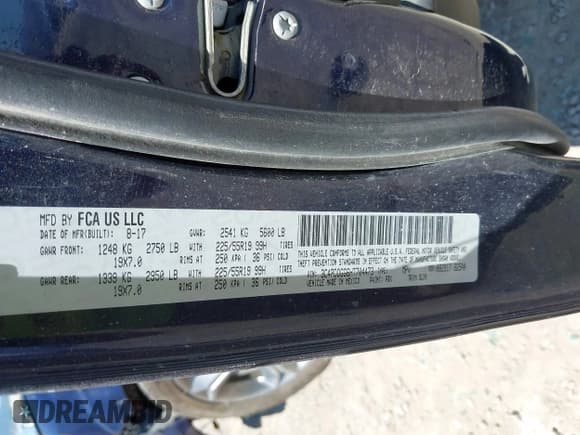 MFD BY FCA US LLC
DATE OF MFR(BUILT) 8-17 GVWR: 2541 KG 5600 LB
GAWR FRONT: 1248 KG 2750 LB WITH 225/55R19 99H TIRES
19X7.0 RIMS AT 250 KPA ( 36 PSI) COLD
GAWR REAR: 1339 KG 2950 LB WITH 225/55R19 99H TIRES
19X7.0 RIMS AT 250 KPA ( 36 PSI) COLD
THIS VEHICLE CONFORMS TO ALL APPLICABLE U.S.A. FEDERAL MOTOR VEHICLE SAFETY AND
THEFT PREVENTION STANDARDS IN EFFECT ON THE DATE OF MANUFACTURE SHOWN ABOVE
VEHICLE MADE IN MEXICO
DREAMBID